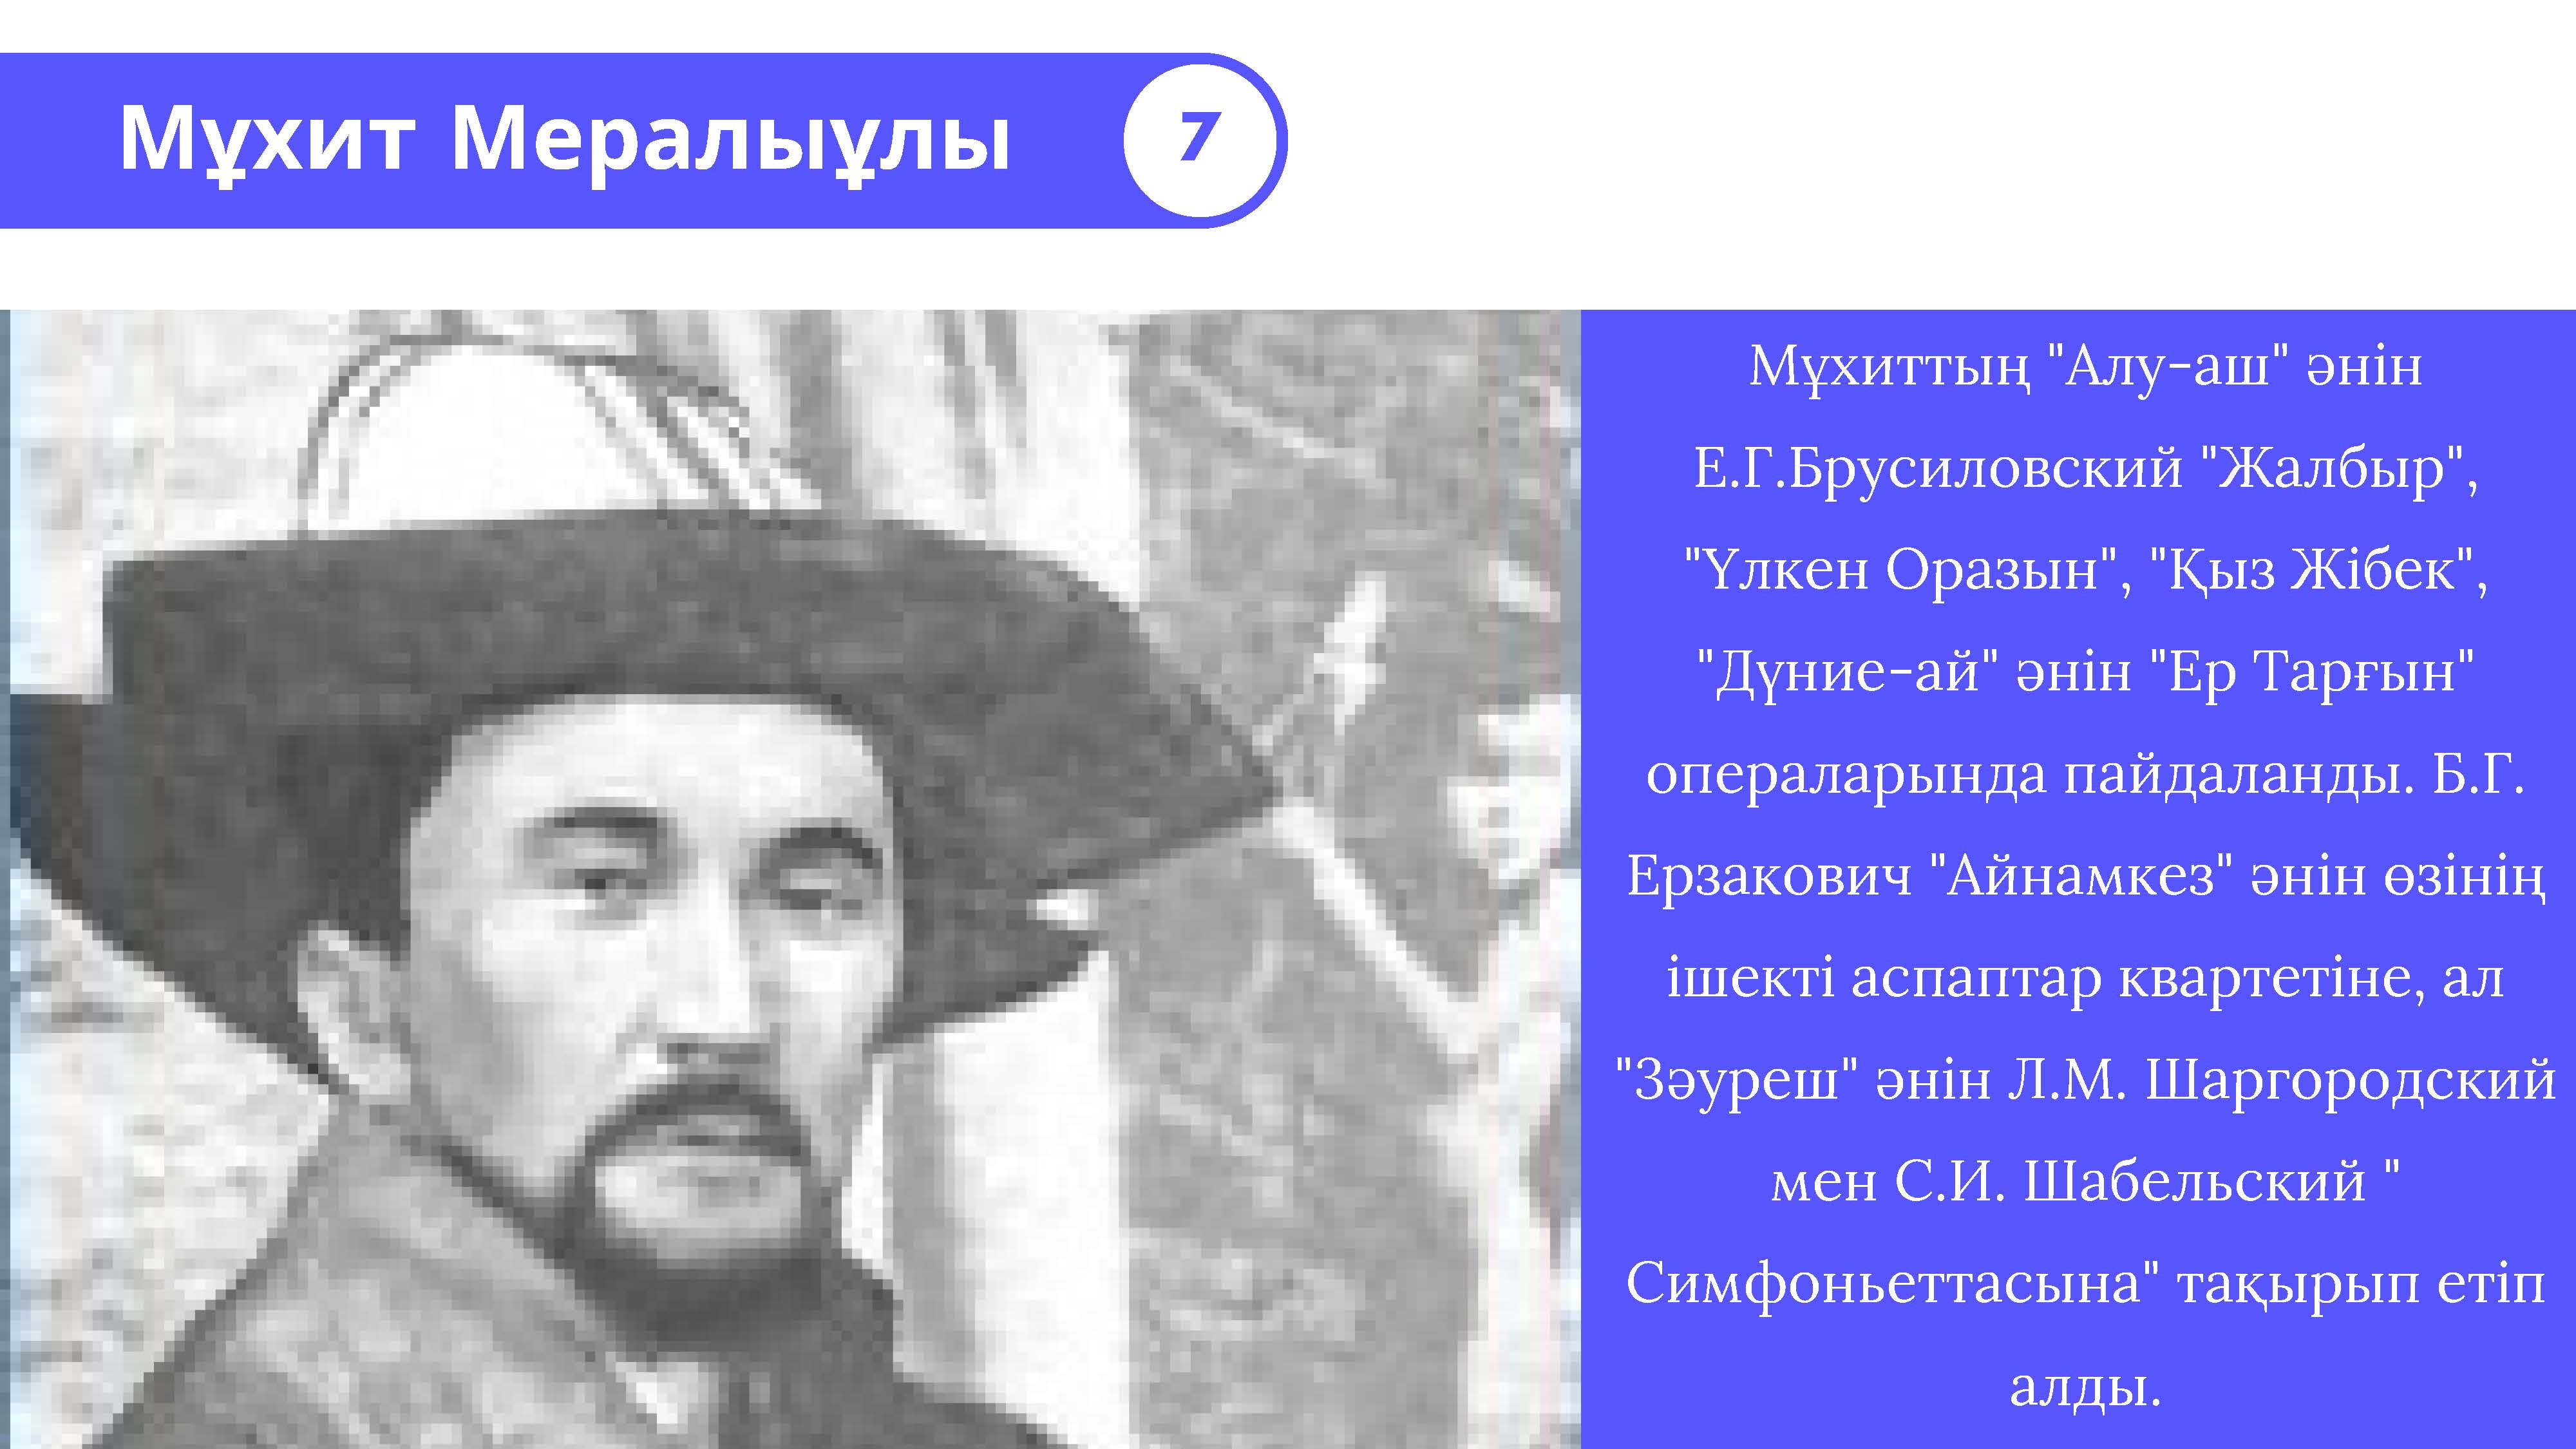 Мұхит Мералыұлы
7
Мұхиттың "Алу-аш" әнін
Е.Г.Брусиловский "Жалбыр",
"Үлкен Оразын", "Қыз Жібек",
"Дүние-ай" әнін "Ер Тарғын"
операларында пайдаланды. Б.Г.
Ерзакович "Айнамкез" әнін өзінің
ішекті аспаптар квартетіне, ал
"Зәуреш" әнін Л.М. Шаргородский
мен С.И. Шабельский "
Симфоньеттасына" тақырып етіп
алды.